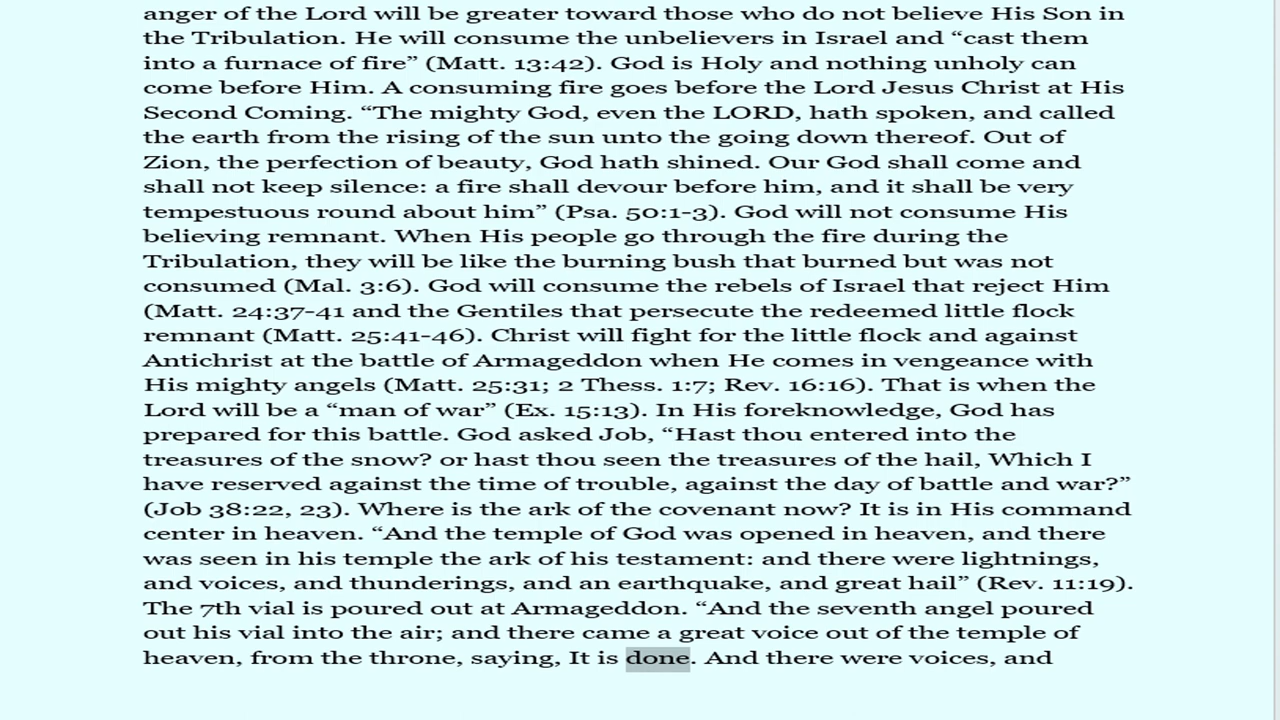 anger of the Lord will be greater toward those who do not believe His Son in
the Tribulation. He will consume the unbelievers in Israel and “cast them
into a furnace of fire” (Matt. 13:42). God is Holy and nothing unholy can
come before Him. A consuming fire goes before the Lord Jesus Christ at His
Second Coming. “The mighty God, even the LORD, hath spoken, and called
the earth from the rising of the sun unto the going down thereof. Out of
Zion, the perfection of beauty, God hath shined. Our God shall come and
shall not keep silence: a fire shall devour before him, and it shall be very
tempestuous round about him” (Psa. 50:1-3). God will not consume His
believing remnant. When His people go through the fire during the
Tribulation, they will be like the burning bush that burned but was not
consumed (Mal. 3:6). God will consume the rebels of Israel that reject Him
(Matt. 24:37-41 and the Gentiles that persecute the redeemed little flock
remnant (Matt. 25:41-46). Christ will fight for the little flock and against
Antichrist at the battle of Armageddon when He comes in vengeance with
His mighty angels (Matt. 25:31; 2 Thess. 1:7; Rev. 16:16). That is when the
Lord will be a “man of war” (Ex. 15:13). In His foreknowledge, God has
prepared for this battle. God asked Job, “Hast thou entered into the
treasures of the snow? or hast thou seen the treasures of the hail, Which I
have reserved against the time of trouble, against the day of battle and war?”
(Job 38:22, 23). Where is the ark of the covenant now? It is in His command
center in heaven. “And the temple of God was opened in heaven, and there
was seen in his temple the ark of his testament: and there were lightnings,
and voices, and thunderings, and an earthquake, and great hail” (Rev. 11:19).
The 7th vial is poured out at Armageddon. “And the seventh angel poured
out his vial into the air; and there came a great voice out of the temple of
heaven, from the throne, saying, It is done. And there were voices, and